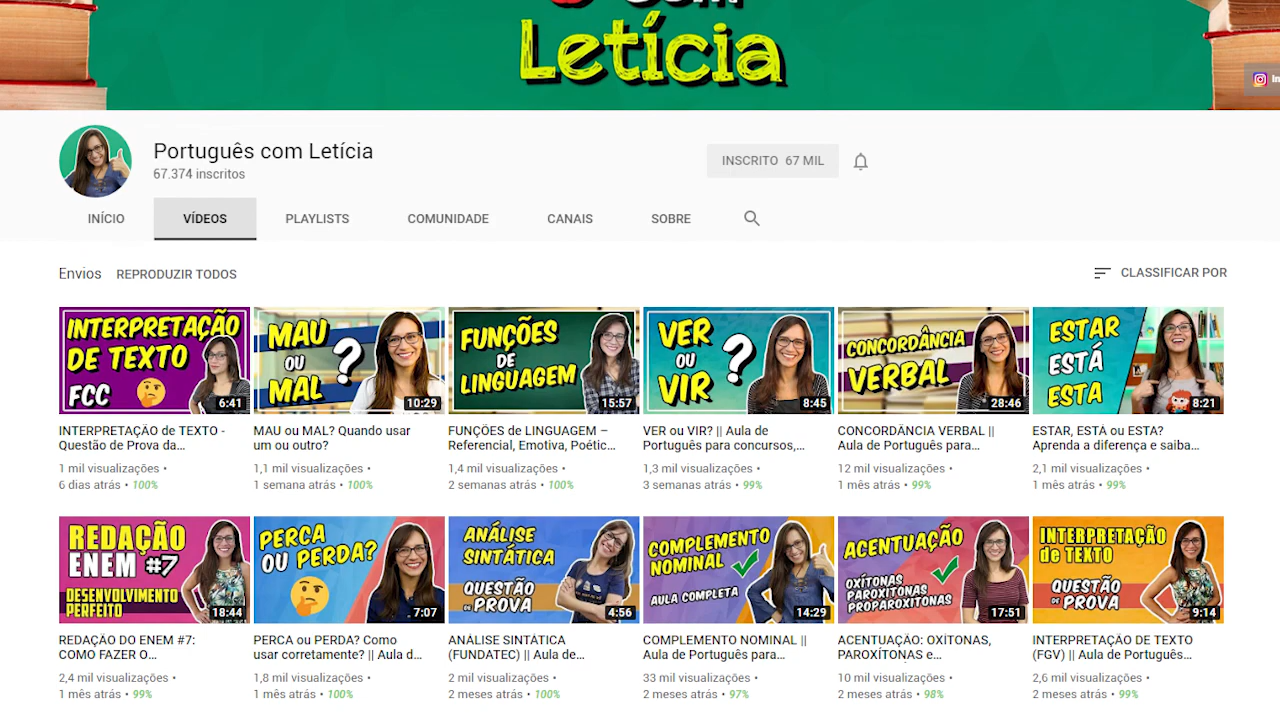 Letícia
In
Português com Letícia
67.374 inscritos
INSCRITO 67 MIL
INÍCIO
VÍDEOS
PLAYLISTS
COMUNIDADE
CANAIS
SOBRE
Envios
REPRODUZIR TODOS
CLASSIFICAR POR
INTERPRETAÇÃO
DE TEXTO
FCC
6:41
MAU
OU
MAL
?
10:29
FUNÇÕES
DE
LINGUAGEM
15:57
VER
OU
VIR
?
8:45
CONCORDÂNCIA
VERBAL
28:46
ESTAR
ESTÁ
ESTA
8:21
INTERPRETAÇÃO de TEXTO -
Questão de Prova da...
1 mil visualizações •
6 dias atrás • 100%
MAU ou MAL? Quando usar
um ou outro?
1,1 mil visualizações •
1 semana atrás • 100%
FUNÇÕES de LINGUAGEM –
Referencial, Emotiva, Poétic...
1,4 mil visualizações •
2 semanas atrás • 100%
VER ou VIR? || Aula de
Português para concursos,...
1,3 mil visualizações •
3 semanas atrás • 99%
CONCORDÂNCIA VERBAL ||
Aula de Português para...
12 mil visualizações •
1 mês atrás • 99%
ESTAR, ESTÁ ou ESTA?
Aprenda a diferença e saiba...
2,1 mil visualizações •
1 mês atrás • 99%
REDAÇÃO
ENEM #7
DESENVOLVIMENTO
PERFEITO
18:44
PERCA
OU PERDA?
7:07
ANÁLISE
SINTÁTICA
QUESTÃO
DE PROVA
4:56
COMPLEMENTO
NOMINAL
AULA COMPLETA
14:29
ACENTUAÇÃO
OXÍTONAS
PAROXÍTONAS
PROPAROXÍTONAS
17:51
INTERPRETAÇÃO
de TEXTO
QUESTÃO
DE PROVA
9:14
REDAÇÃO DO ENEM #7:
COMO FAZER O...
2,4 mil visualizações •
1 mês atrás • 99%
PERCA ou PERDA? Como
usar corretamente? || Aula d...
1,8 mil visualizações •
1 mês atrás • 100%
ANÁLISE SINTÁTICA
(FUNDATEC) || Aula de...
2 mil visualizações •
2 meses atrás • 100%
COMPLEMENTO NOMINAL ||
Aula de Português para...
33 mil visualizações •
2 meses atrás • 97%
ACENTUAÇÃO: OXÍTONAS,
PAROXÍTONAS e...
10 mil visualizações •
2 meses atrás • 98%
INTERPRETAÇÃO DE TEXTO
(FGV) || Aula de Português...
2,6 mil visualizações •
2 meses atrás • 99%